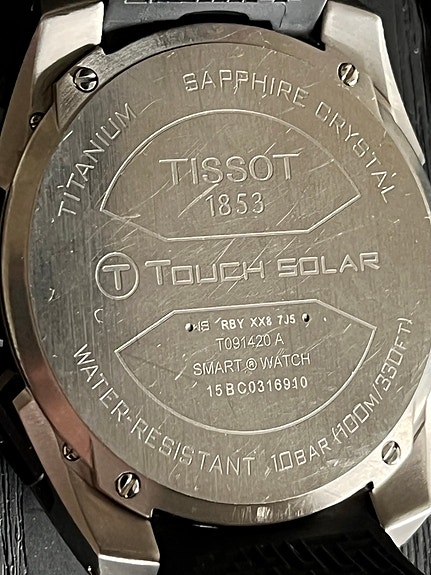 TITANIUM SAPPHIRE CRYSTAL
TISSOT
1853
T TOUCH SOLAR
RBY XX8 7J5
T091420 A
SMART ® WATCH
15BC0316910
WATER-RESISTANT 10BAR (100M/330FT)